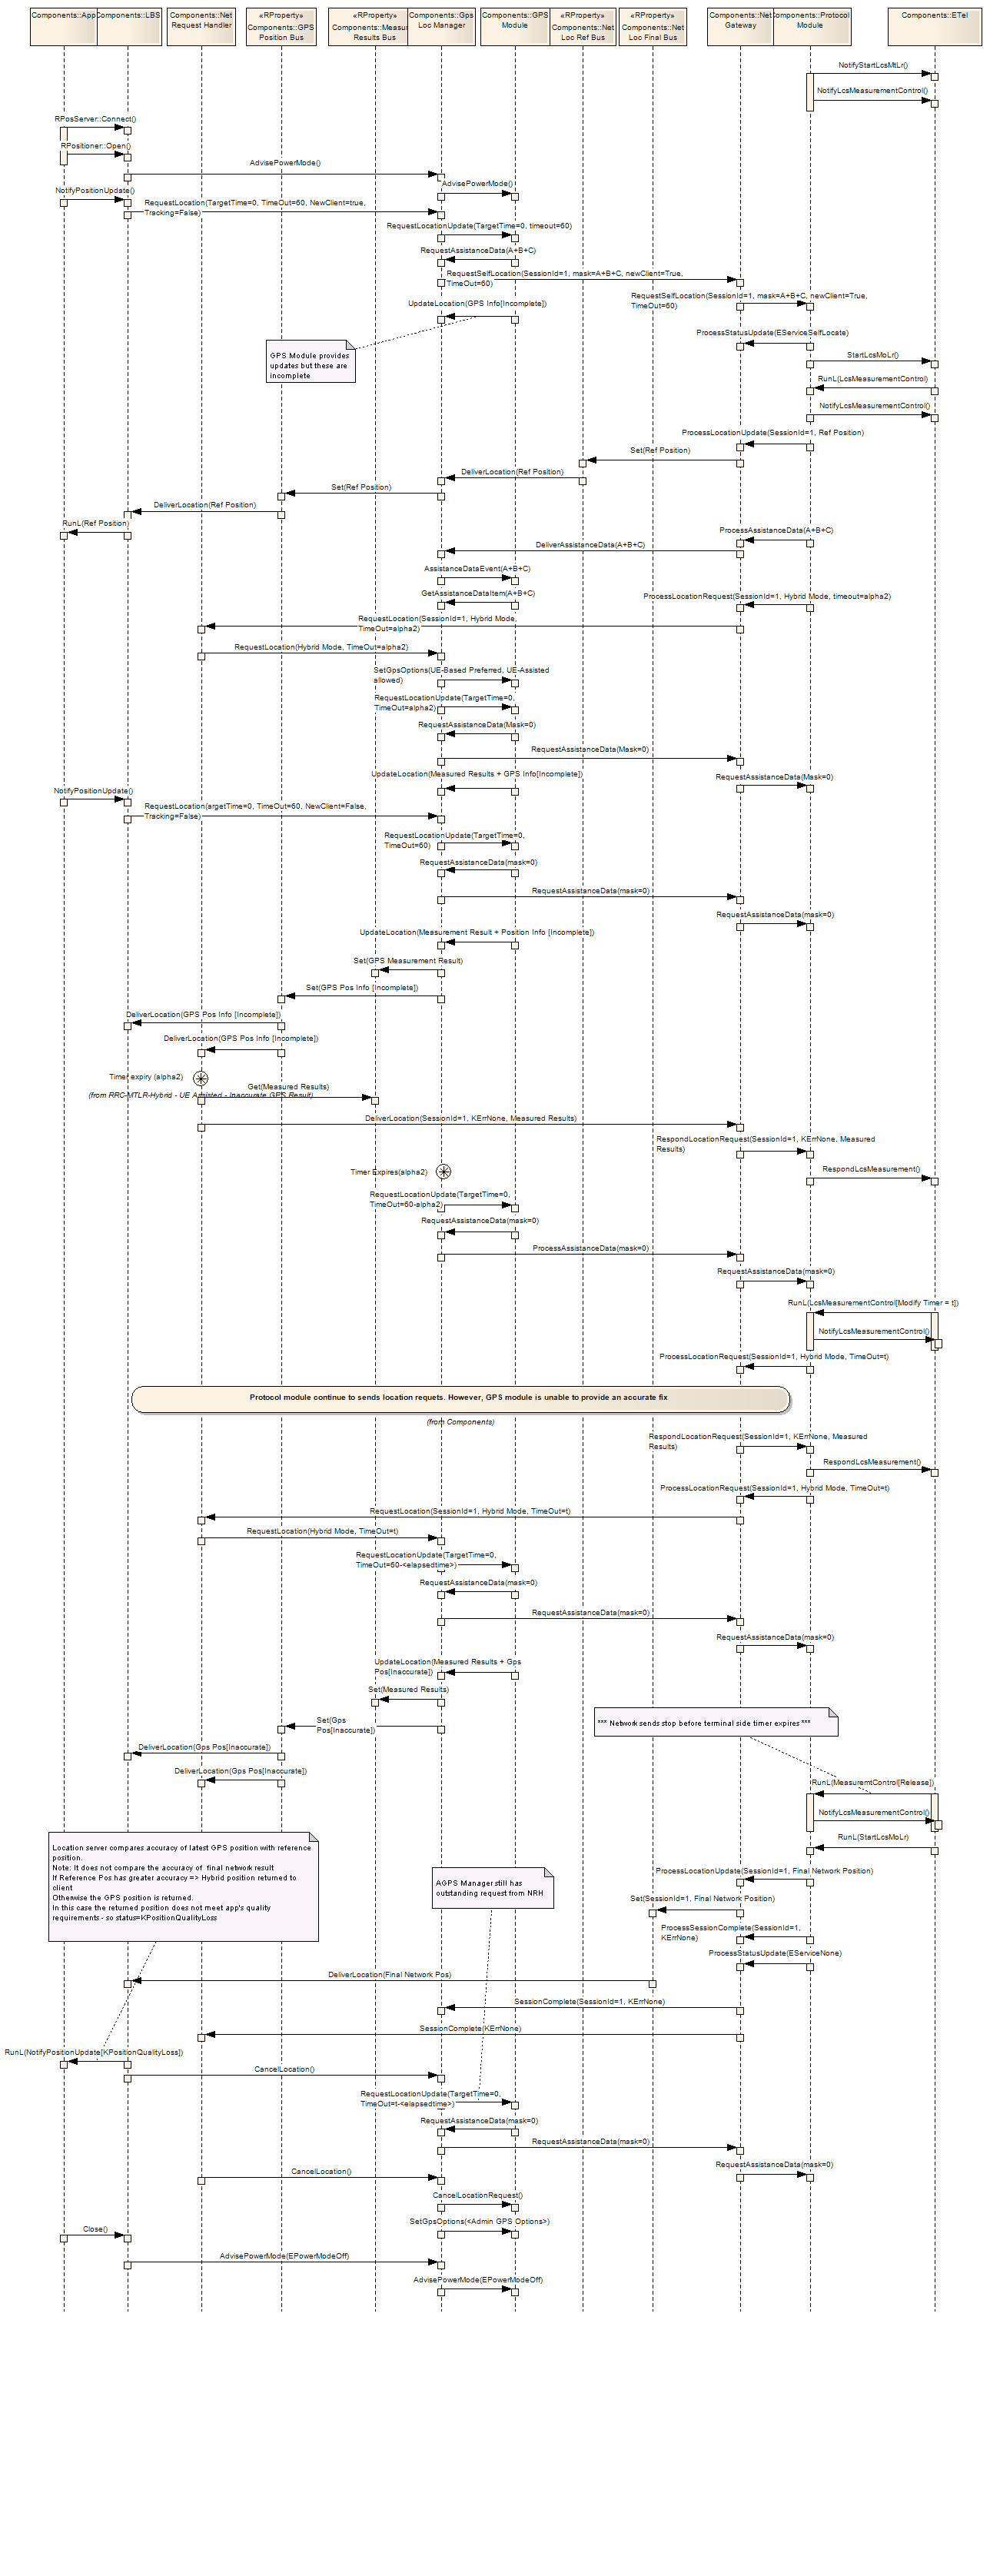 Components::App
Components::LBS
Components::Net
Request Handler
«RProperty»
Components::GPS
Position Bus
«RProperty»
Components::Measur
Results Bus
Components::Gps
Loc Manager
Components::GPS
Module
«RProperty»
Components::Net
Loc Ref Bus
«RProperty»
Components::Net
Loc Final Bus
Components::Net
Gateway
Components::Protocol
Module
Components::ETel
NotifyStartLcsMtLr()
NotifyLcsMeasurementControl()
RPosServer::Connect()
RPositioner::Open()
AdvisePowerMode()
AdvisePowerMode()
NotifyPositionUpdate()
RequestLocation(TargetTime=0, TimeOut=60, NewClient=true,
Tracking=False)
RequestLocationUpdate(TargetTime=0, timeout=60)
RequestAssistanceData(A+B+C)
RequestSelfLocation(SessionId=1, mask=A+B+C, newClient=True,
TimeOut=60)
RequestSelfLocation(SessionId=1, mask=A+B+C, newClient=True,
TimeOut=60)
UpdateLocation(GPS Info[Incomplete])
ProcessStatusUpdate(EServiceSelfLocate)
GPS Module provides
updates but these are
incomplete
StartLcsMoLr()
RunL(LcsMeasurementControl)
NotifyLcsMeasurementControl()
ProcessLocationUpdate(SessionId=1, Ref Position)
Set(Ref Position)
DeliverLocation(Ref Position)
Set(Ref Position)
DeliverLocation(Ref Position)
RunL(Ref Position)
ProcessAssistanceData(A+B+C)
DeliverAssistanceData(A+B+C)
AssistanceDataEvent(A+B+C)
GetAssistanceDataItem(A+B+C)
ProcessLocationRequest(SessionId=1, Hybrid Mode, timeout=alpha2)
RequestLocation(SessionId=1, Hybrid Mode,
TimeOut=alpha2)
RequestLocation(Hybrid Mode, TimeOut=alpha2)
SetGpsOptions(UE-Based Preferred, UE-Assisted
allowed)
RequestLocationUpdate(TargetTime=0,
TimeOut=alpha2)
RequestAssistanceData(Mask=0)
RequestAssistanceData(Mask=0)
UpdateLocation(Measured Results + GPS Info[Incomplete])
RequestAssistanceData(Mask=0)
NotifyPositionUpdate()
RequestLocation(argetTime=0, TimeOut=60, NewClient=False,
Tracking=False)
RequestLocationUpdate(TargetTime=0,
TimeOut=60)
RequestAssistanceData(mask=0)
RequestAssistanceData(mask=0)
RequestAssistanceData(mask=0)
UpdateLocation(Measurement Result + Position Info [Incomplete])
Set(GPS Measurement Result)
Set(GPS Pos Info [Incomplete])
DeliverLocation(GPS Pos Info [Incomplete])
DeliverLocation(GPS Pos Info [Incomplete])
Timer expiry (alpha2)
Get(Measured Results)
(from RRC-MTLR-Hybrid - UE Assisted - Inaccurate GPS Result)
DeliverLocation(SessionId=1, KErrNone, Measured Results)
RespondLocationRequest(SessionId=1, KErrNone, Measured
Results)
Timer Expires(alpha2)
RespondLcsMeasurement()
RequestLocationUpdate(TargetTime=0,
TimeOut=60-alpha2)
RequestAssistanceData(mask=0)
ProcessAssistanceData(mask=0)
RequestAssistanceData(mask=0)
RunL(LcsMeasurementControl[Modify Timer = t])
NotifyLcsMeasurementControl()
ProcessLocationRequest(SessionId=1, Hybrid Mode, TimeOut=t)
Protocol module continue to sends location requets. However, GPS module is unable to provide an accurate fix
(from Components)
RespondLocationRequest(SessionId=1, KErrNone, Measured
Results)
RespondLcsMeasurement()
ProcessLocationRequest(SessionId=1, Hybrid Mode, TimeOut=t)
RequestLocation(SessionId=1, Hybrid Mode, TimeOut=t)
RequestLocation(Hybrid Mode, TimeOut=t)
RequestLocationUpdate(TargetTime=0,
TimeOut=60-<elapsedtime>)
RequestAssistanceData(mask=0)
RequestAssistanceData(mask=0)
RequestAssistanceData(mask=0)
UpdateLocation(Measured Results + Gps
Pos[Inaccurate])
Set(Measured Results)
Set(Gps
Pos[Inaccurate])
*** Network sends stop before terminal side timer expires ***
DeliverLocation(Gps Pos[Inaccurate])
DeliverLocation(Gps Pos[Inaccurate])
RunL(MeasuremtControl[Release])
NotifyLcsMeasurementControl()
RunL(StartLcsMoLr)
Location server compares accuracy of latest GPS position with reference
position.
Note: It does not compare the accuracy of final network result
If Reference Pos has greater accuracy => Hybrid position returned to
client
Otherwise the GPS position is returned.
In this case the returned position does not meet app's quality
requirements - so status=KPositionQualityLoss
AGPS Manager still has
outstanding request from NRH
ProcessLocationUpdate(SessionId=1, Final Network Position)
Set(SessionId=1, Final Network Position)
ProcessSessionComplete(SessionId=1,
KErrNone)
ProcessStatusUpdate(EServiceNone)
DeliverLocation(Final Network Pos)
SessionComplete(SessionId=1, KErrNone)
SessionComplete(KErrNone)
RunL(NotifyPositionUpdate[KPositionQualityLoss])
CancelLocation()
RequestLocationUpdate(TargetTime=0,
TimeOut=t-<elapsedtime>)
RequestAssistanceData(mask=0)
RequestAssistanceData(mask=0)
RequestAssistanceData(mask=0)
CancelLocation()
CancelLocationRequest()
SetGpsOptions(<Admin GPS Options>)
Close()
AdvisePowerMode(EPowerModeOff)
AdvisePowerMode(EPowerModeOff)